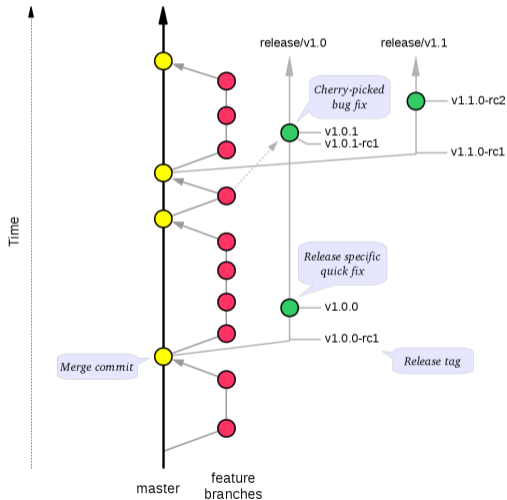 release/v1.0
release/v1.1
Cherry-picked
bug fix
v1.1.0-rc2
v1.0.1
v1.0.1-rc1
v1.1.0-rc1
Time
Release specific
quick fix
v1.0.0
v1.0.0-rc1
Release tag
Merge commit
master
feature
branches